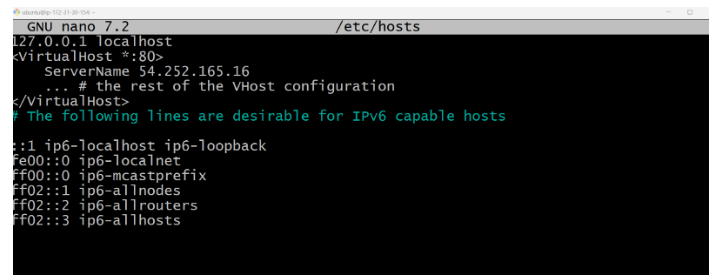 ubuntu@ip-172-31-20-154: ~
GNU nano 7.2 /etc/hosts
127.0.0.1 localhost
<VirtualHost *:80>
ServerName 54.252.165.16
... # the rest of the VHost configuration
</VirtualHost>
# The following lines are desirable for IPv6 capable hosts
::1 ip6-localhost ip6-loopback
fe00::0 ip6-localnet
ff00::0 ip6-mcastprefix
ff02::1 ip6-allnodes
ff02::2 ip6-allrouters
ff02::3 ip6-allhosts